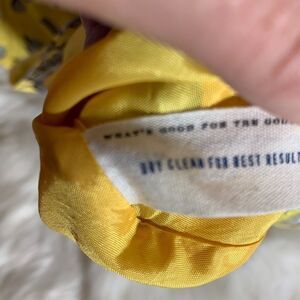 WHAT'S GOOD FOR THE GOO
DRY CLEAN FOR BEST RESULT